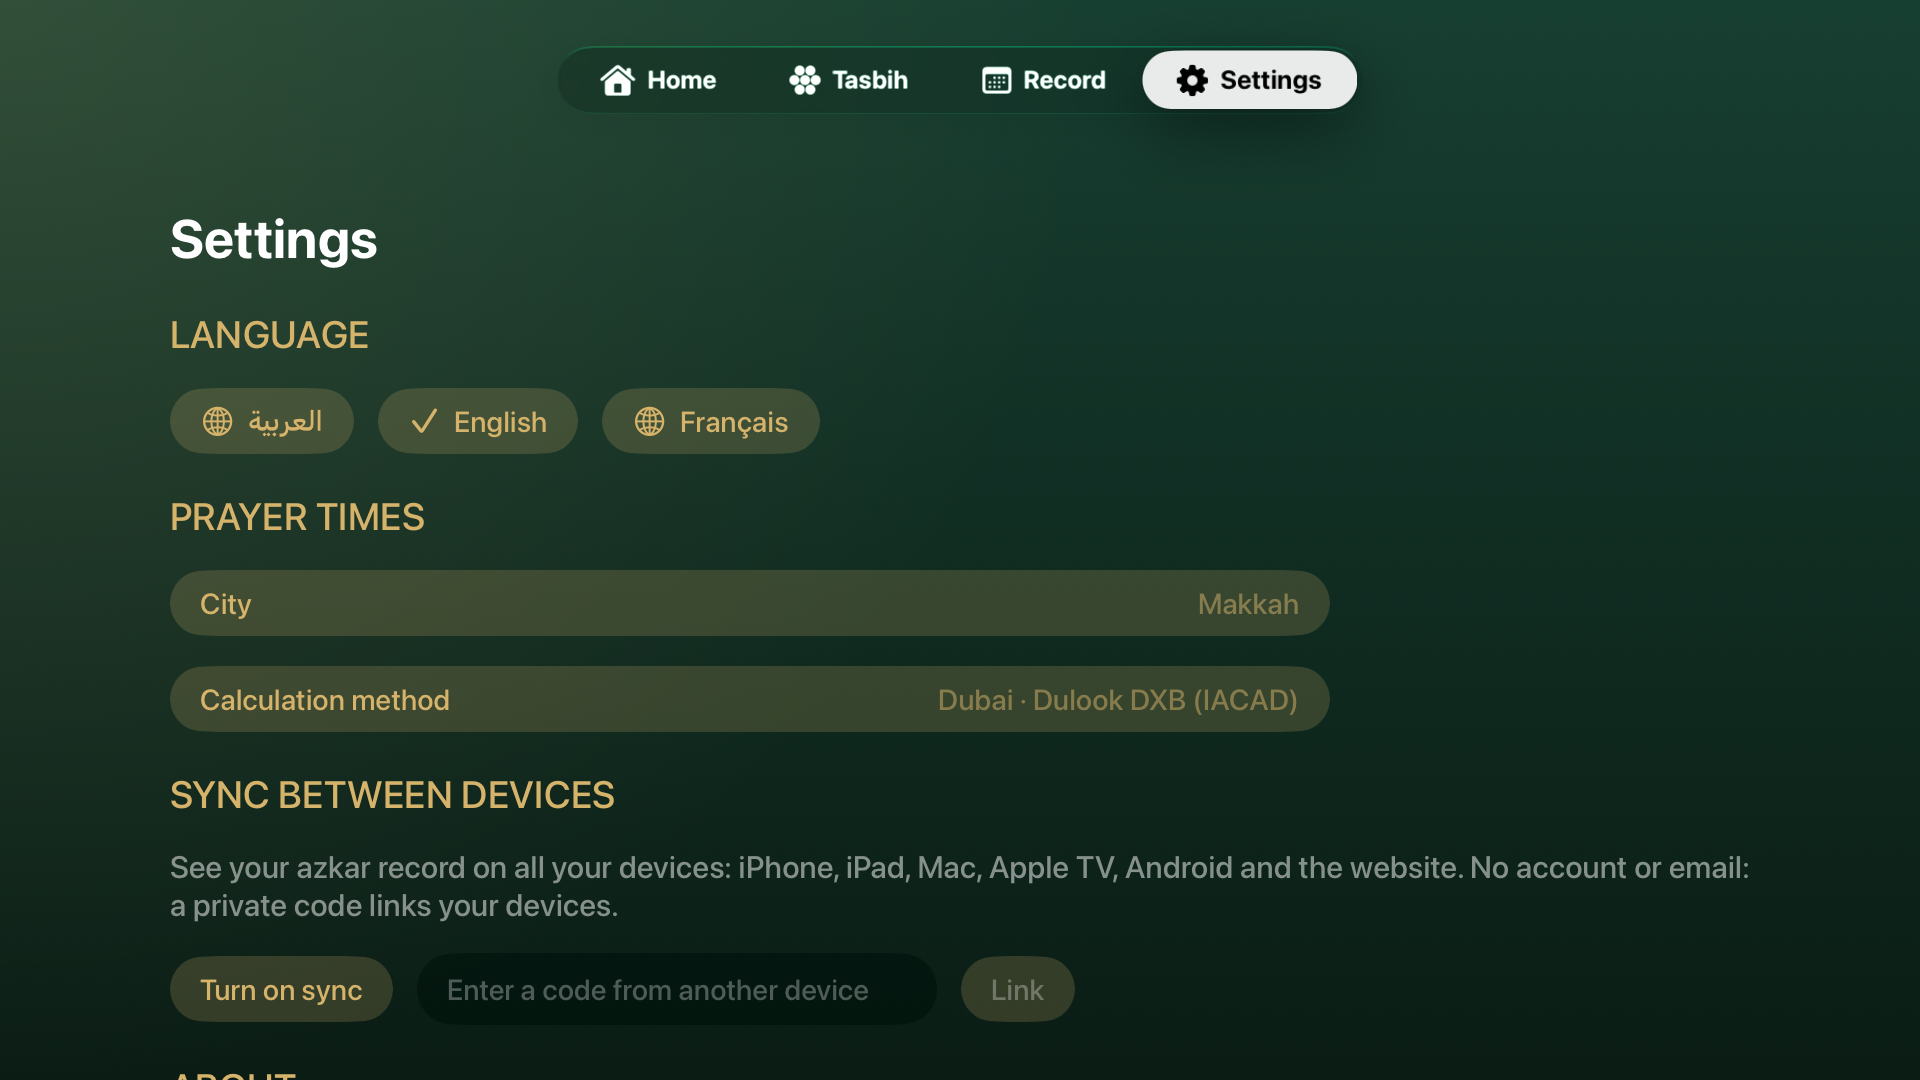 Home
Tasbih
Record
Settings
Settings
LANGUAGE
العربية
English
Français
PRAYER TIMES
City
Makkah
Calculation method
Dubai · Dulook DXB (IACAD)
SYNC BETWEEN DEVICES
See your azkar record on all your devices: iPhone, iPad, Mac, Apple TV, Android and the website. No account or email:
a private code links your devices.
Turn on sync
Enter a code from another device
Link
ABOUT